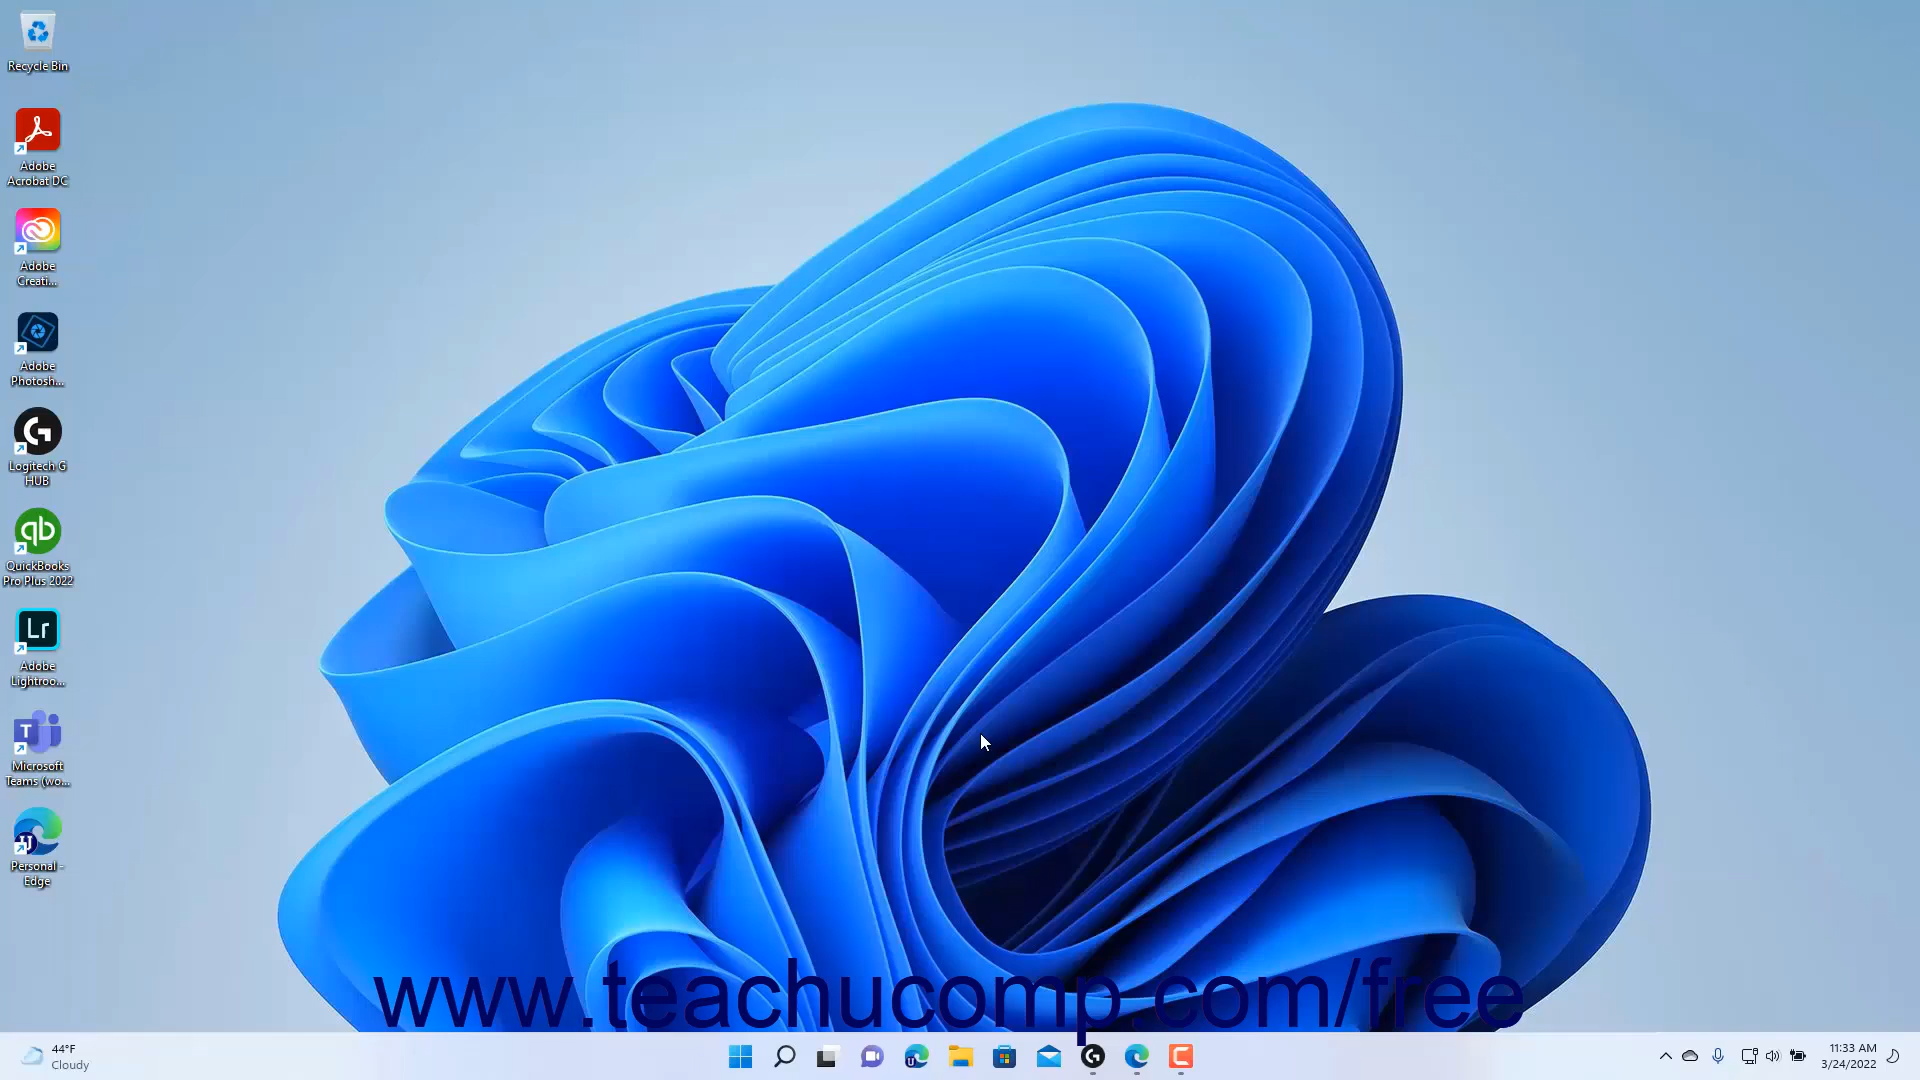 Recycle Bin
Adobe
Acrobat DC
Adobe
Creati...
Adobe
Photosh...
Logitech G
HUB
QuickBooks
Pro Plus 2022
Lr
Adobe
Lightroo...
T
Microsoft
Teams (wo...
Personal -
Edge
www.teachucomp.com/free
44°F
Cloudy
11:33 AM
3/24/2022